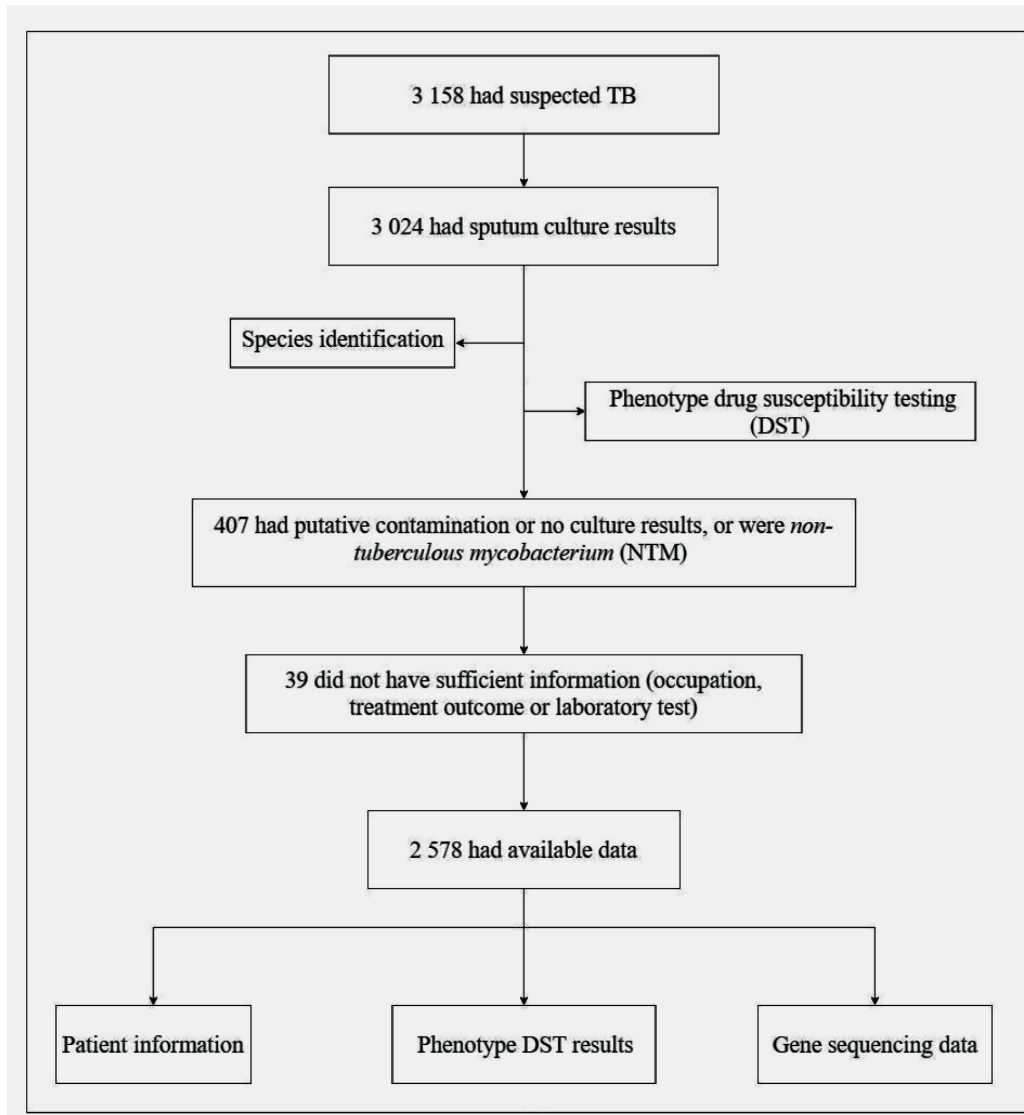 3 158 had suspected TB
3 024 had sputum culture results
Species identification
Phenotype drug susceptibility testing
(DST)
407 had putative contamination or no culture results, or were non-
tuberculous mycobacterium (NTM)
39 did not have sufficient information (occupation,
treatment outcome or laboratory test)
2 578 had available data
Patient information
Phenotype DST results
Gene sequencing data